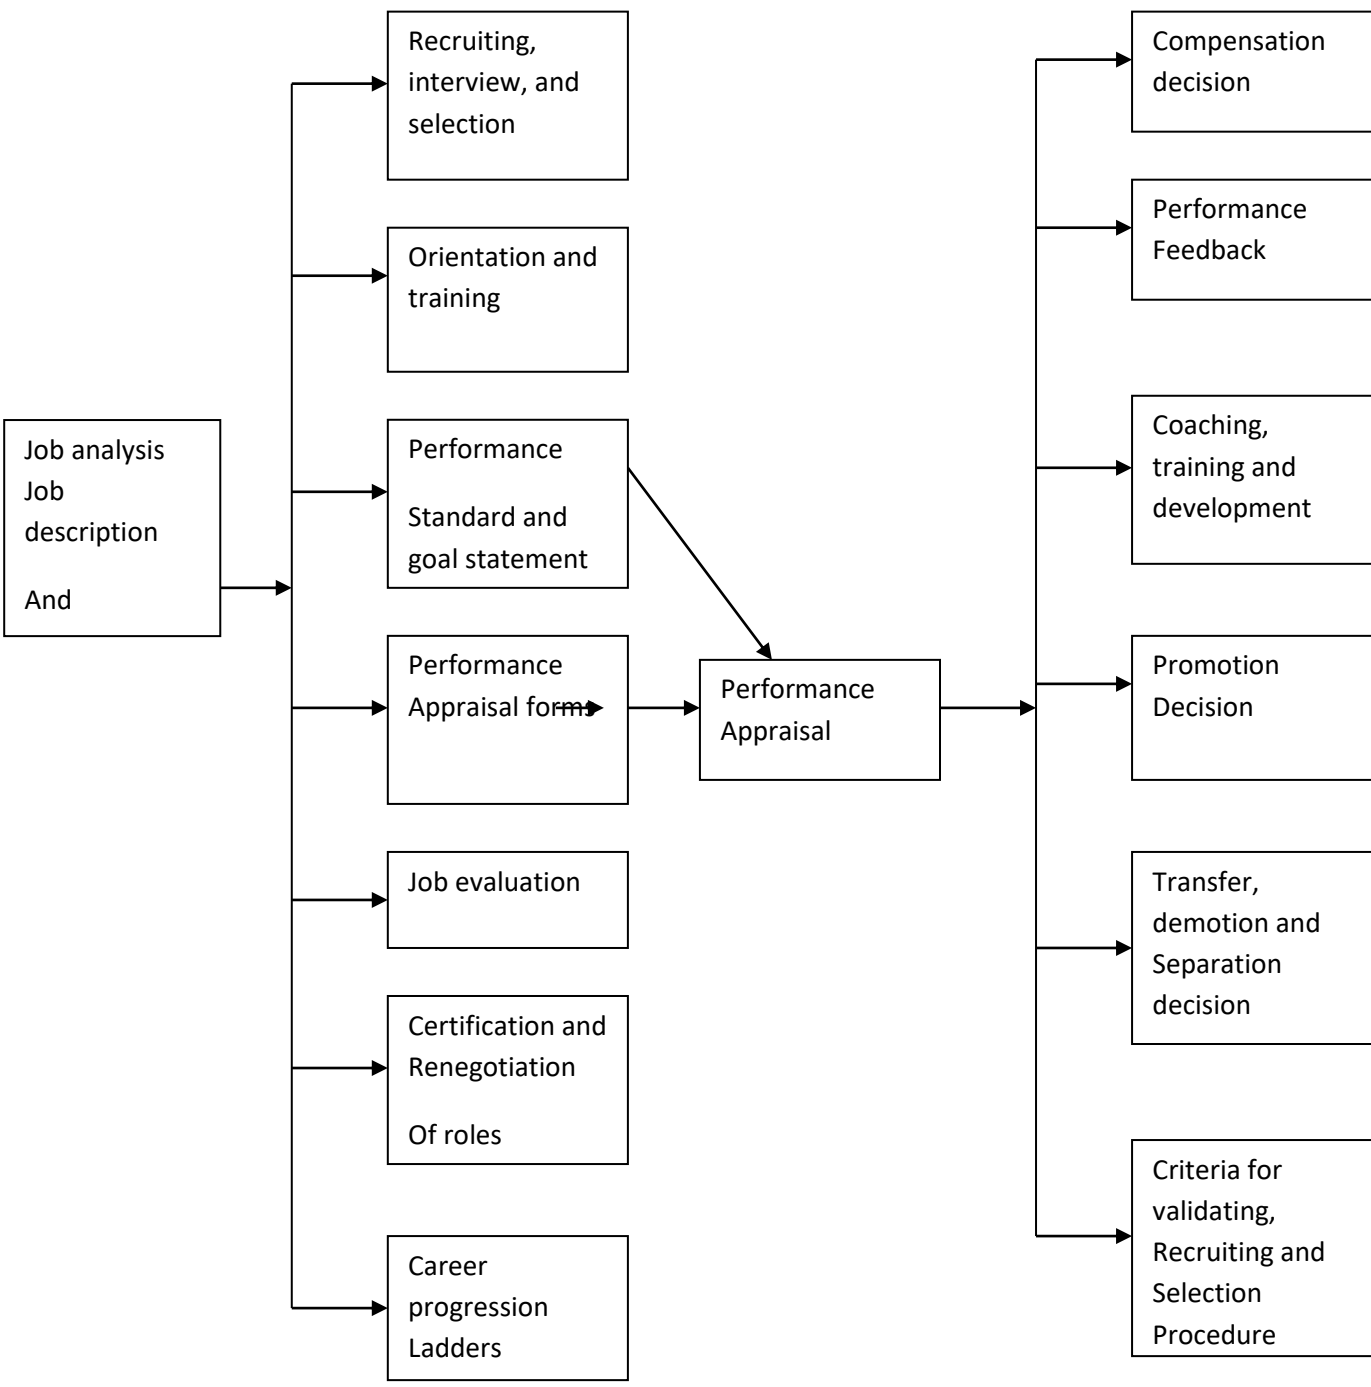 Job analysis
Job
description
And
Recruiting,
interview, and
selection
Orientation and
training
Performance
Standard and
goal statement
Performance
Appraisal forms
Job evaluation
Certification and
Renegotiation
Of roles
Career
progression
Ladders
Performance
Appraisal
Compensation
decision
Performance
Feedback
Coaching,
training and
development
Promotion
Decision
Transfer,
demotion and
Separation
decision
Criteria for
validating,
Recruiting and
Selection
Procedure